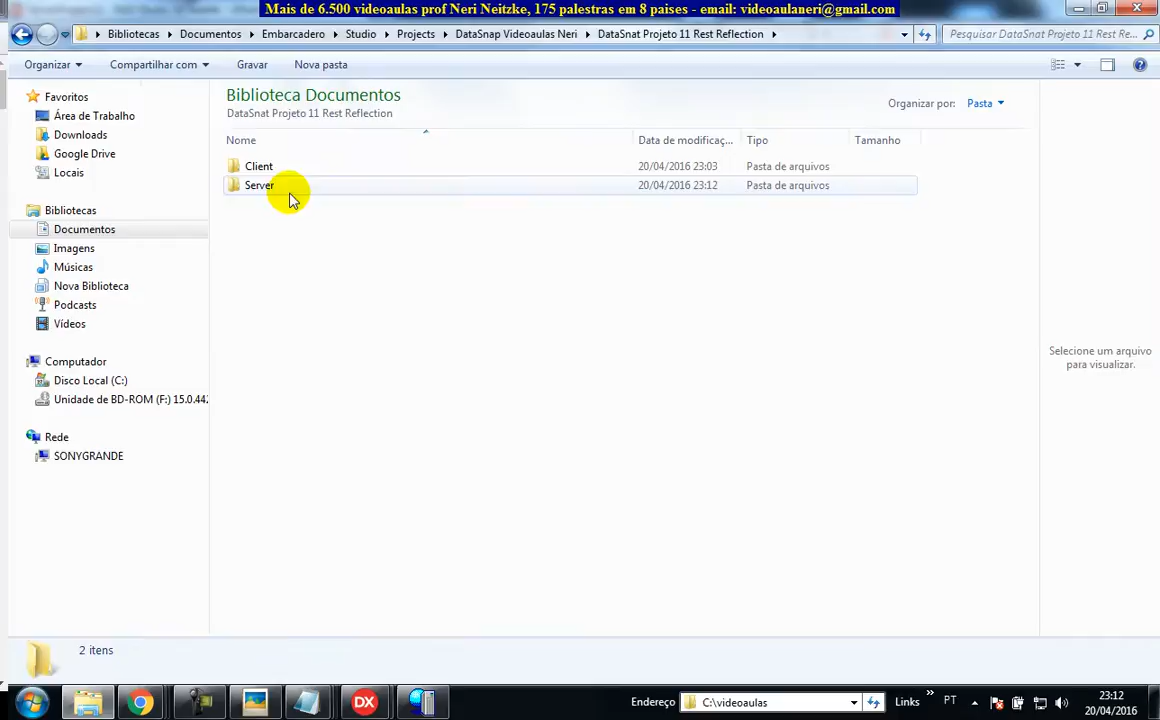 Mais de 6.500 videoaulas prof Neri Neitzke, 175 palestras em 8 paises - email: videoaulaneri@gmail.com
Bibliotecas Documentos Embarcadero Studio Projects DataSnap Videoaulas Neri DataSnat Projeto 11 Rest Reflection
Pesquisar DataSnat Projeto 11 Rest Re...
Organizar Compartilhar com Gravar Nova pasta
Favoritos
Área de Trabalho
Downloads
Google Drive
Locais
Bibliotecas
Documentos
Imagens
Músicas
Nova Biblioteca
Podcasts
Vídeos
Computador
Disco Local (C:)
Unidade de BD-ROM (F:) 15.0.442
Rede
SONYGRANDE
Biblioteca Documentos
DataSnat Projeto 11 Rest Reflection
Organizar por: Pasta
Nome Data de modificaç... Tipo Tamanho
Client 20/04/2016 23:03 Pasta de arquivos
Server 20/04/2016 23:12 Pasta de arquivos
Selecione um arquivo
para visualizar.
2 itens
DX
Endereço C:\videoaulas Links » PT
23:12
20/04/2016